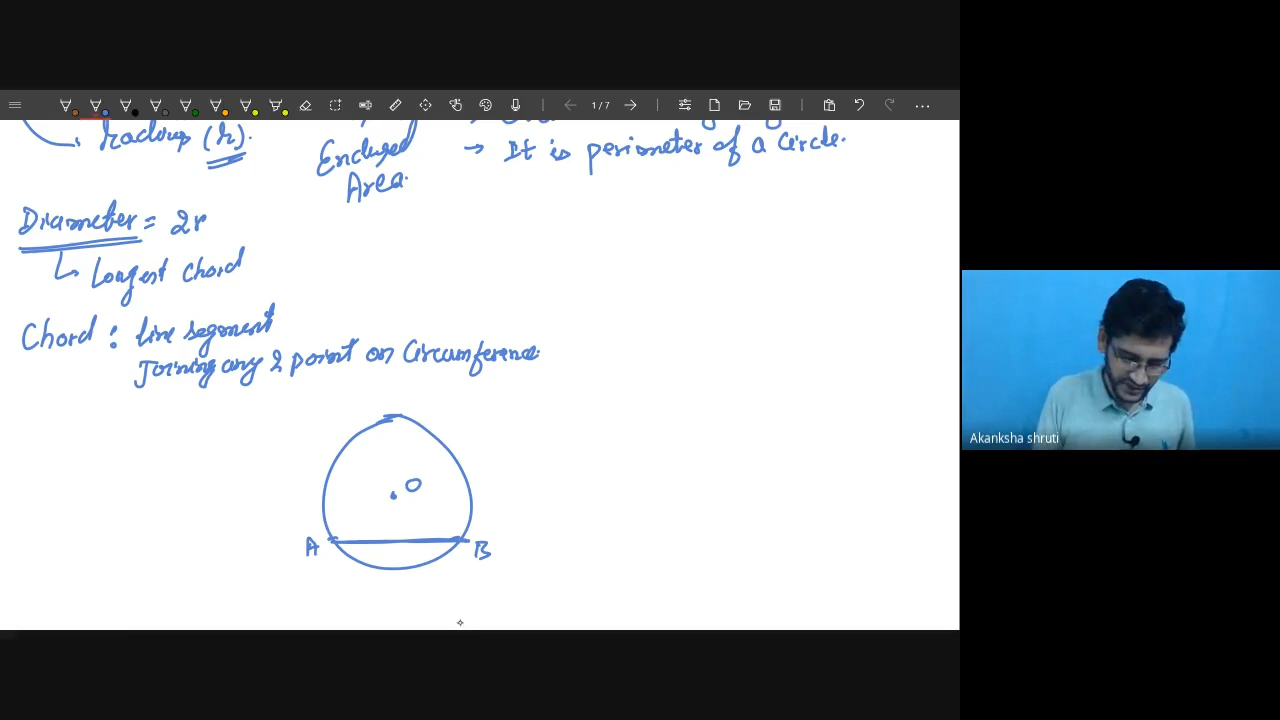 1 / 7
radius (r).
Enclosed
Area.
→ It is perimeter of a circle.
Diameter = 2r
↳ Longest chord
Chord : line segment
Joining any 2 point on Circumference.
O
A
B
Akanksha shruti